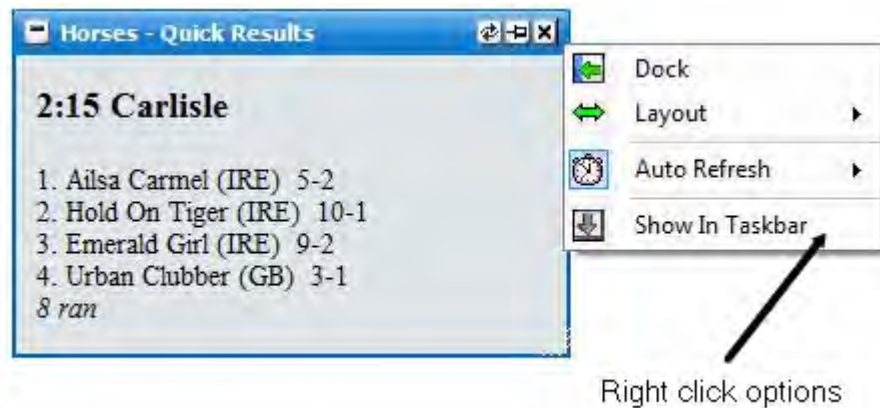 Horses - Quick Results
2:15 Carlisle
1. Ailsa Carmel (IRE) 5-2
2. Hold On Tiger (IRE) 10-1
3. Emerald Girl (IRE) 9-2
4. Urban Clubber (GB) 3-1
8 ran
Dock
Layout
Auto Refresh
Show In Taskbar
Right click options